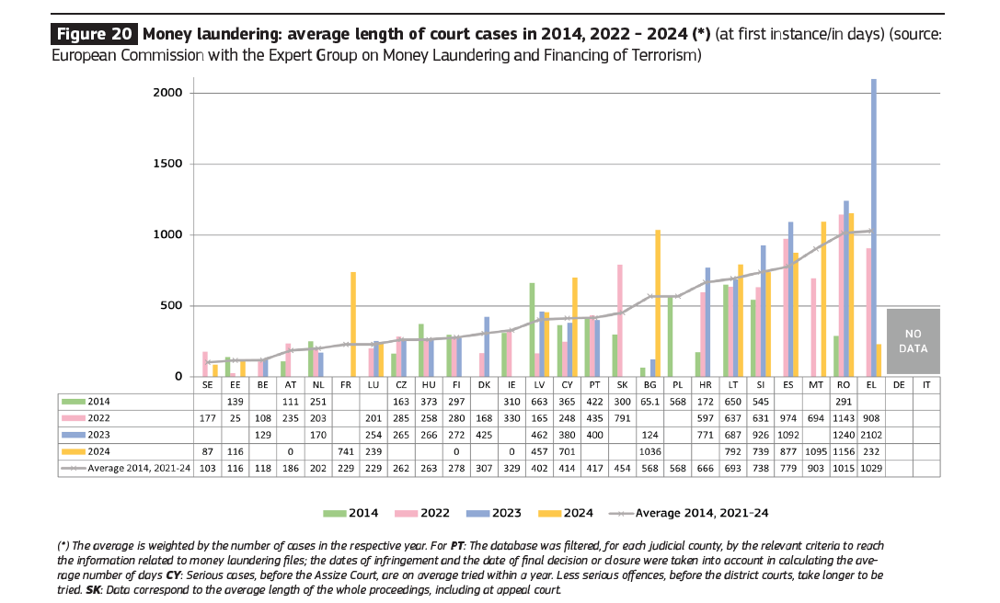 Figure 20 Money laundering: average length of court cases in 2014, 2022 – 2024 (*) (at first instance/in days) (source:
European Commission with the Expert Group on Money Laundering and Financing of Terrorism)
2000
1500
1000
500
0
NO
DATA
SE EE BE AT NL FR LU CZ HU FI DK IE LV CY PT SK BG PL HR LT SI ES MT RO EL DE IT
2014 139 111 251 163 373 297 310 663 365 422 300 65.1 568 172 650 545 291
2022 177 25 108 235 203 201 285 258 280 168 330 165 248 435 791 597 637 631 974 694 1143 908
2023 129 170 254 265 266 272 425 462 380 400 124 771 687 926 1092 1240 2102
2024 87 116 0 741 239 0 0 457 701 1036 792 739 877 1095 1156 232
Average 2014, 2021-24 103 116 118 186 202 229 229 262 263 278 307 329 402 414 417 454 568 568 666 693 738 779 903 1015 1029
2014 2022 2023 2024 Average 2014, 2021-24
(*) The average is weighted by the number of cases in the respective year. For PT: The database was filtered, for each judicial county, by the relevant criteria to reach
the information related to money laundering files; the dates of infringement and the date of final decision or closure were taken into account in calculating the ave-
rage number of days CY: Serious cases, before the Assize Court, are on average tried within a year. Less serious offences, before the district courts, take longer to be
tried. SK: Data correspond to the average length of the whole proceedings, including at appeal court.